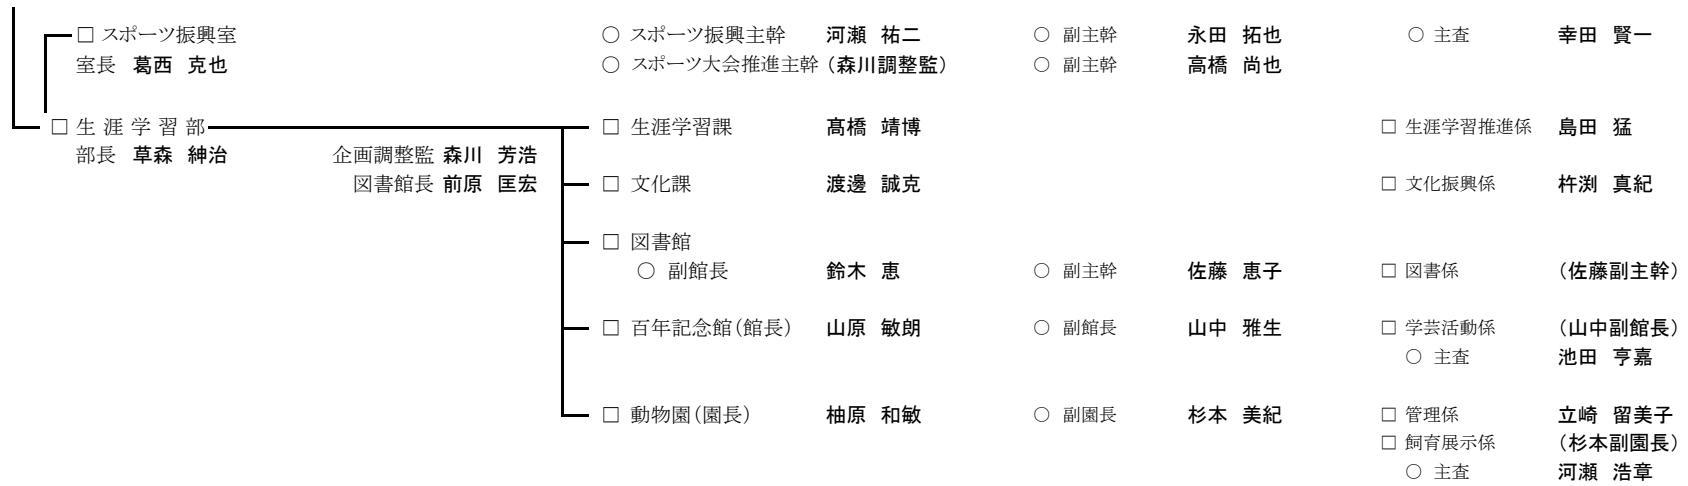 □ スポーツ振興室 ○ スポーツ振興主幹 河瀬 祐二 ○ 副主幹 永田 拓也 ○ 主査 幸田 賢一
室長 葛西 克也 ○ スポーツ大会推進主幹 (森川調整監) ○ 副主幹 高橋 尚也
□ 生涯学習部 □ 生涯学習課 髙橋 靖博 □ 生涯学習推進係 島田 猛
部長 草森 紳治 企画調整監 森川 芳浩
図書館長 前原 匡宏 □ 文化課 渡邊 誠克 □ 文化振興係 杵渕 真紀
□ 図書館
○ 副館長 鈴木 恵 ○ 副主幹 佐藤 恵子 □ 図書係 (佐藤副主幹)
□ 百年記念館(館長) 山原 敏朗 ○ 副館長 山中 雅生 □ 学芸活動係 (山中副館長)
○ 主査 池田 亨嘉
□ 動物園(園長) 柚原 和敏 ○ 副園長 杉本 美紀 □ 管理係 立崎 留美子
□ 飼育展示係 (杉本副園長)
○ 主査 河瀬 浩章